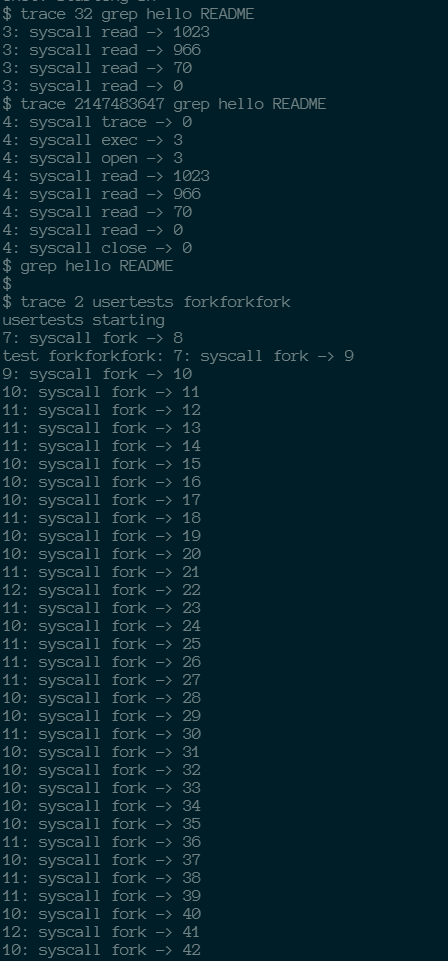 $ trace 32 grep hello README
3: syscall read -> 1023
3: syscall read -> 966
3: syscall read -> 70
3: syscall read -> 0
$ trace 2147483647 grep hello README
4: syscall trace -> 0
4: syscall exec -> 3
4: syscall open -> 3
4: syscall read -> 1023
4: syscall read -> 966
4: syscall read -> 70
4: syscall read -> 0
4: syscall close -> 0
$ grep hello README
$
$ trace 2 usertests forkforkfork
usertests starting
7: syscall fork -> 8
test forkforkfork: 7: syscall fork -> 9
9: syscall fork -> 10
10: syscall fork -> 11
11: syscall fork -> 12
11: syscall fork -> 13
11: syscall fork -> 14
10: syscall fork -> 15
10: syscall fork -> 16
10: syscall fork -> 17
11: syscall fork -> 18
10: syscall fork -> 19
10: syscall fork -> 20
11: syscall fork -> 21
12: syscall fork -> 22
11: syscall fork -> 23
10: syscall fork -> 24
11: syscall fork -> 25
11: syscall fork -> 26
11: syscall fork -> 27
10: syscall fork -> 28
10: syscall fork -> 29
11: syscall fork -> 30
10: syscall fork -> 31
10: syscall fork -> 32
10: syscall fork -> 33
10: syscall fork -> 34
10: syscall fork -> 35
11: syscall fork -> 36
10: syscall fork -> 37
11: syscall fork -> 38
11: syscall fork -> 39
10: syscall fork -> 40
12: syscall fork -> 41
10: syscall fork -> 42